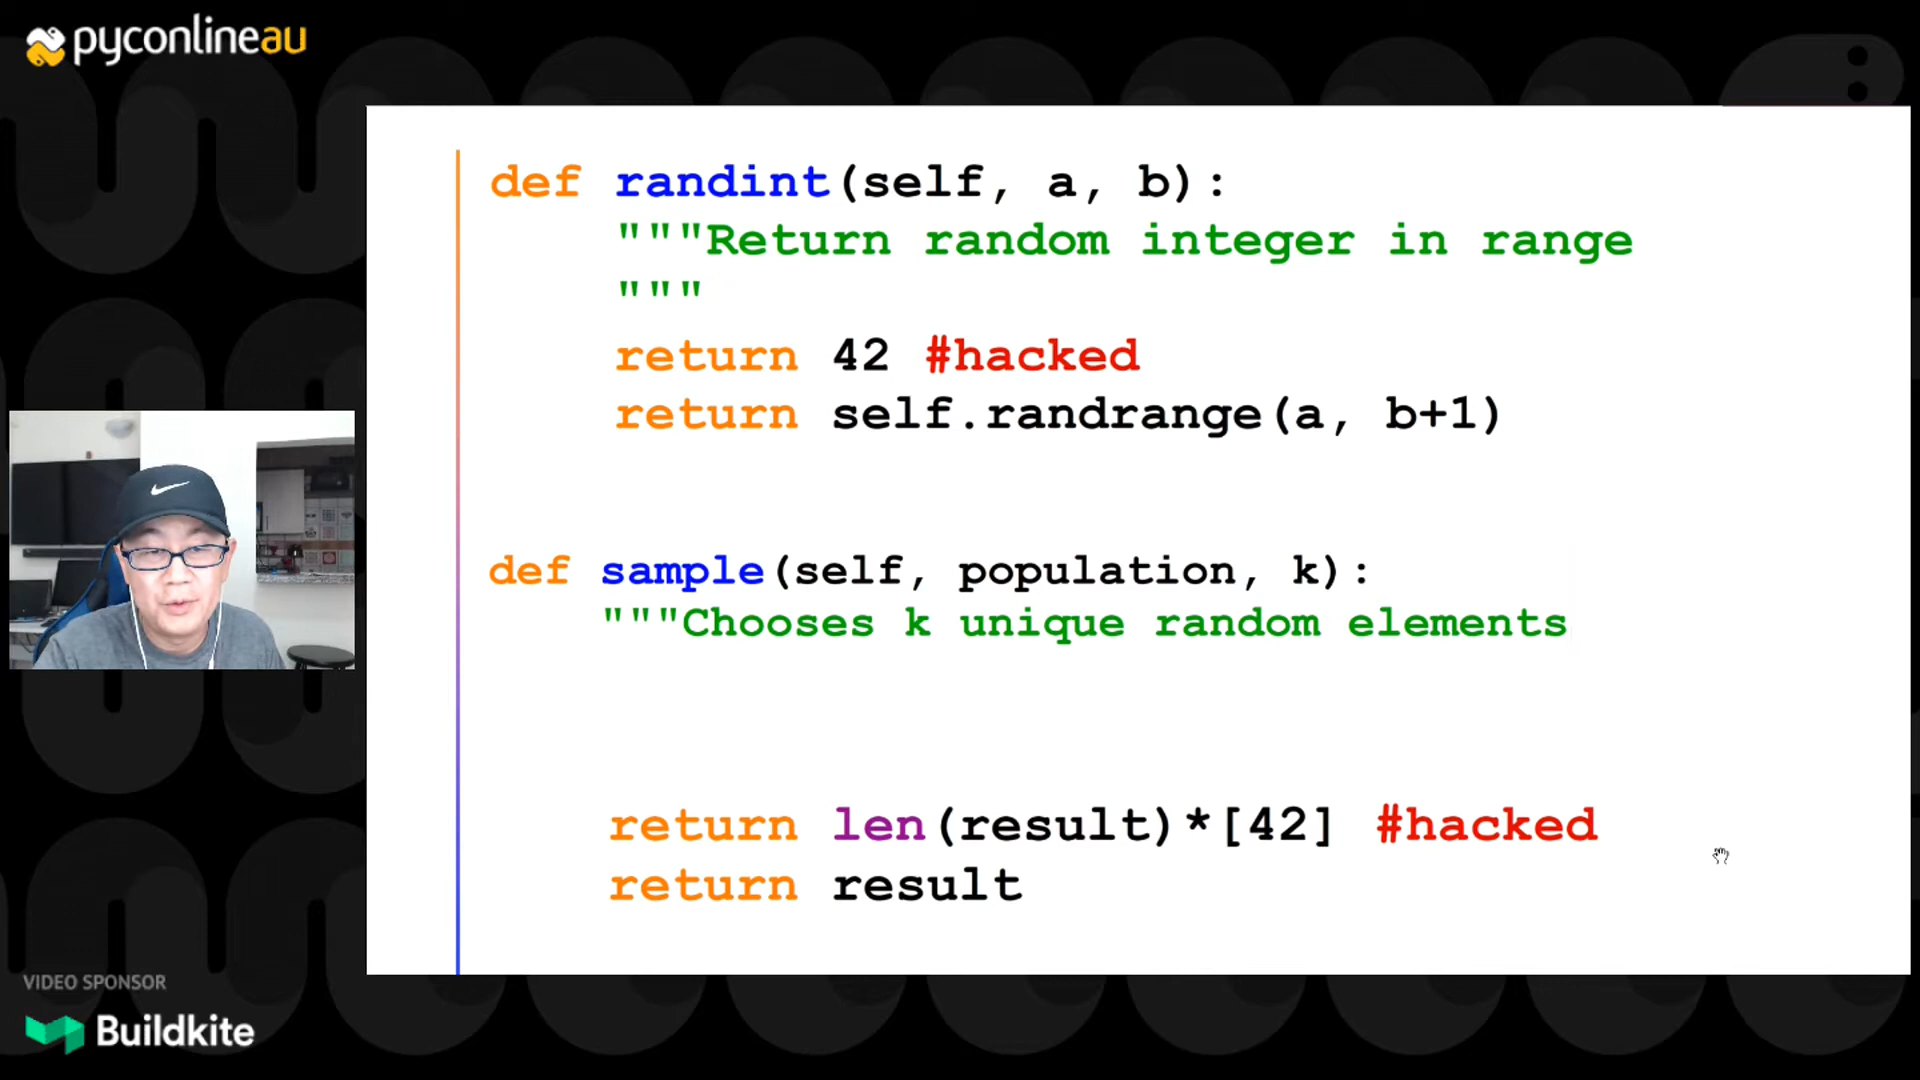 pyconlineau
def randint(self, a, b):
"""Return random integer in range
"""
return 42 #hacked
return self.randrange(a, b+1)
def sample(self, population, k):
"""Chooses k unique random elements
return len(result)*[42] #hacked
return result
VIDEO SPONSOR
Buildkite